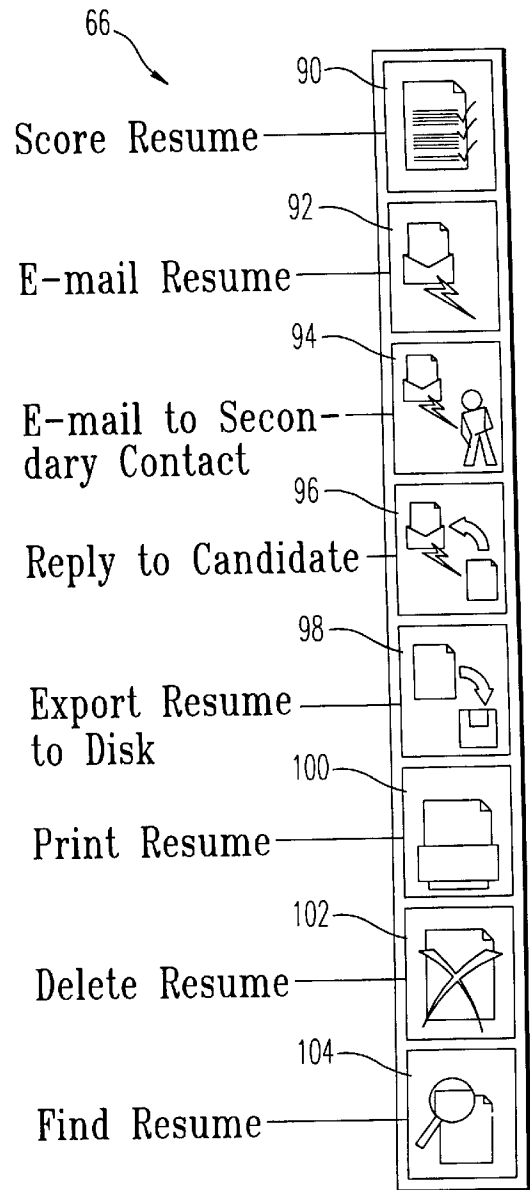 66
90
Score Resume
92
E-mail Resume
94
E-mail to Secon-
dary Contact
96
Reply to Candidate
98
Export Resume
to Disk
100
Print Resume
102
Delete Resume
104
Find Resume